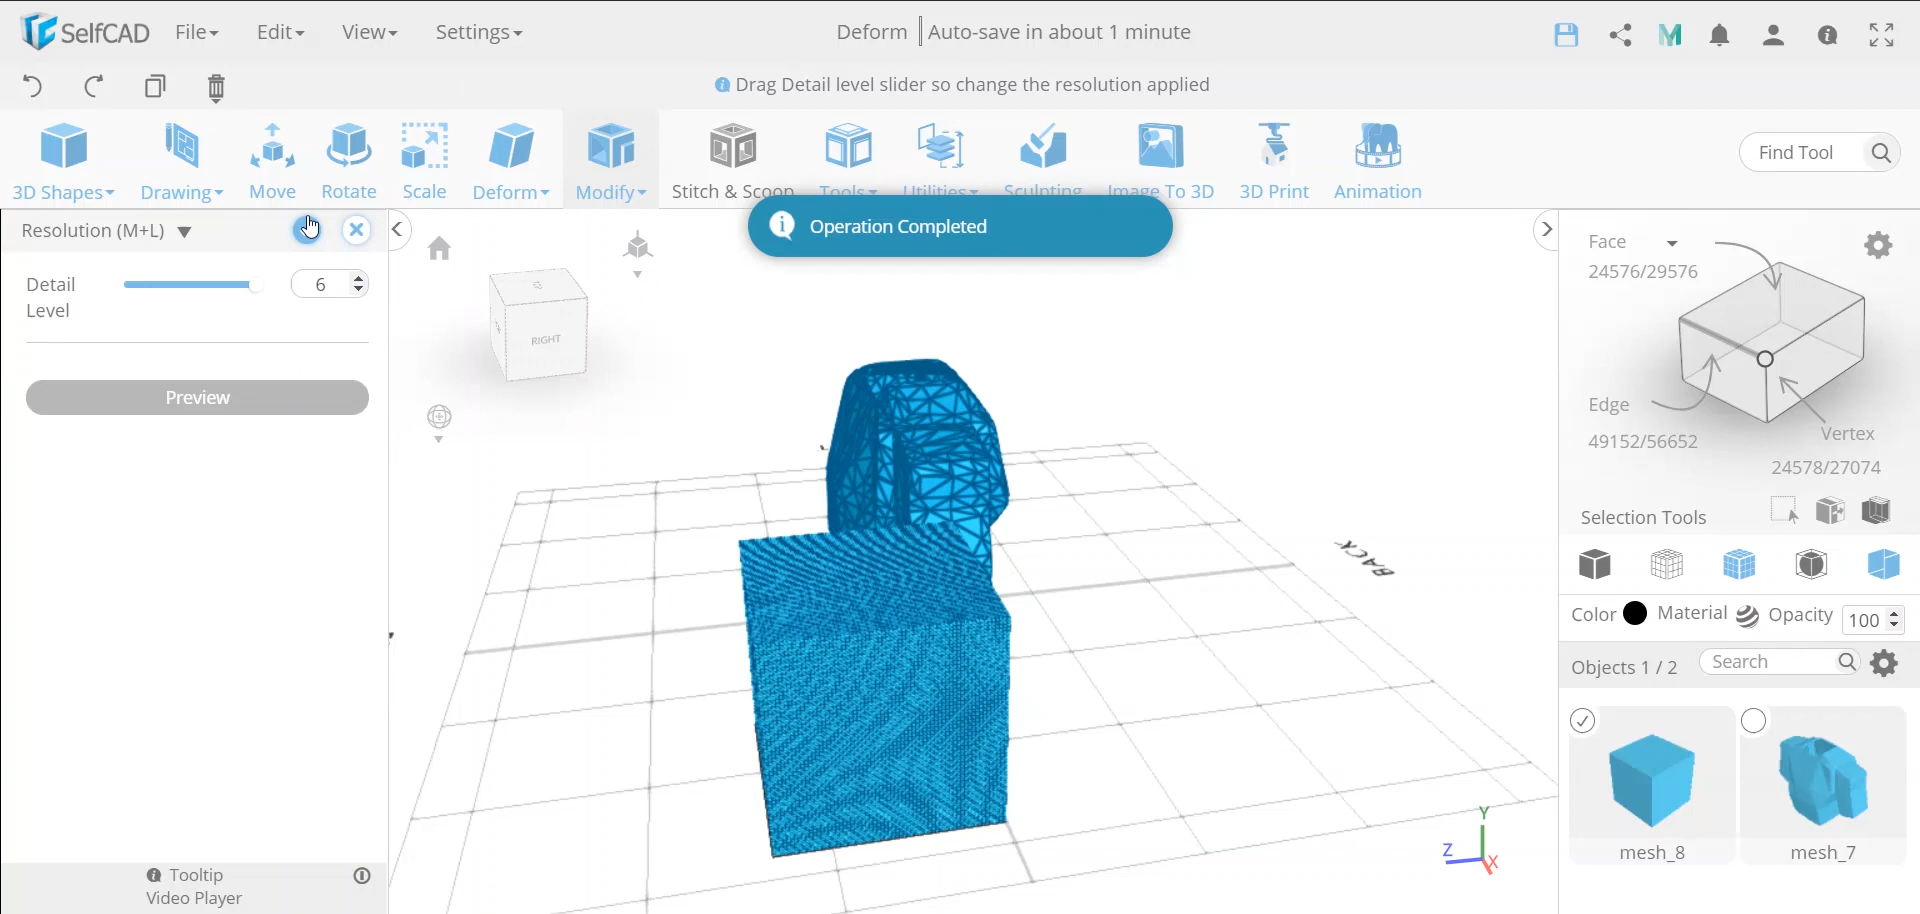 SelfCAD File Edit View Settings Deform Auto-save in about 1 minute
Drag Detail level slider so change the resolution applied
3D Shapes Drawing Move Rotate Scale Deform Modify Stitch & Scoop Tools Utilities Sculpting Image To 3D 3D Print Animation Find Tool
Resolution (M+L)
Operation Completed
Detail
Level
6
Preview
RIGHT
BACK
Face
24576/29576
Edge
49152/56652
Vertex
24578/27074
Selection Tools
Color Material Opacity 100
Objects 1 / 2 Search
mesh_8 mesh_7
Z Y X
Tooltip
Video Player